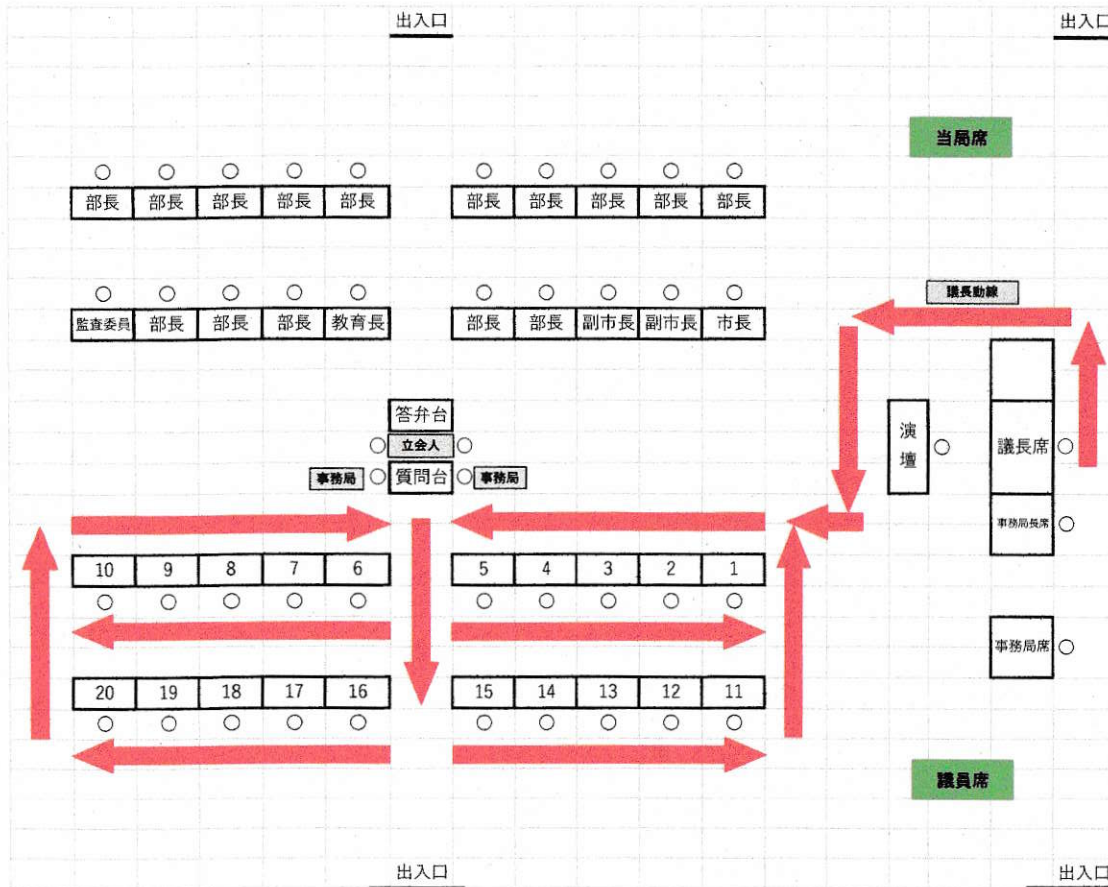 出入口 出入口
当局席
部長 部長 部長 部長 部長 部長 部長 部長 部長 部長
議長動線
監査委員 部長 部長 部長 教育長 部長 部長 副市長 副市長 市長
答弁台
立会人
事務局 質問台 事務局
演壇
議長席
事務局長席
10 9 8 7 6 5 4 3 2 1
事務局席
20 19 18 17 16 15 14 13 12 11
議員席
出入口 出入口